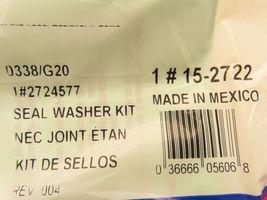 0338/G20
1#2724577
SEAL WASHER KIT
NEC JOINT ÉTAN
KIT DE SELLOS
REV 004
1 # 15-2722
MADE IN MEXICO
0 36666 05606 8